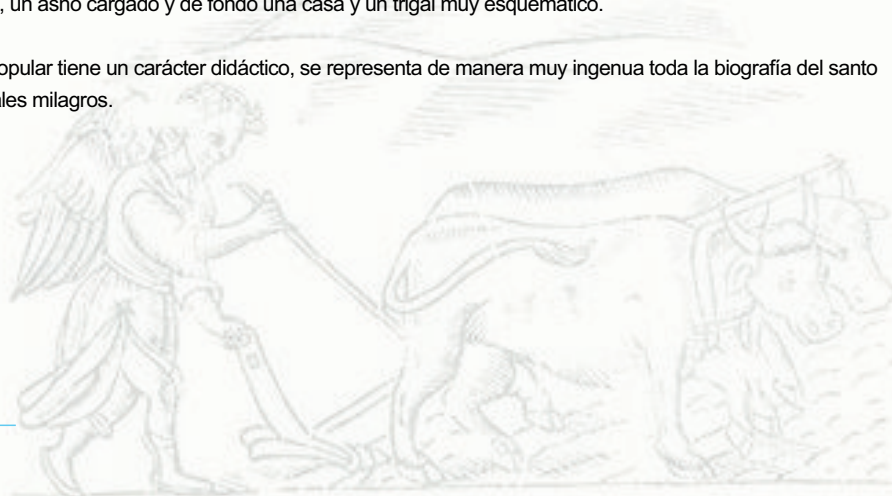 , un asno cargado y de fondo una casa y un trigal muy esquemático.
opular tiene un carácter didáctico, se representa de manera muy ingenua toda la biografía del santo
les milagros.